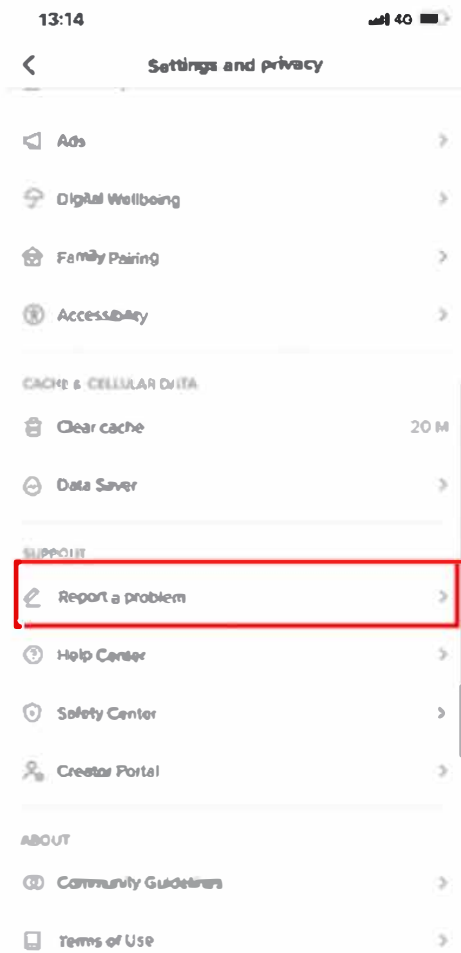 13:14
4G
Settings and privacy
Ads
Digital Wellbeing
Family Pairing
Accessibility
CACHE & CELLULAR DATA
Clear cache
20 M
Data Saver
SUPPORT
Report a problem
Help Center
Safety Center
Creator Portal
ABOUT
Community Guidelines
Terms of Use